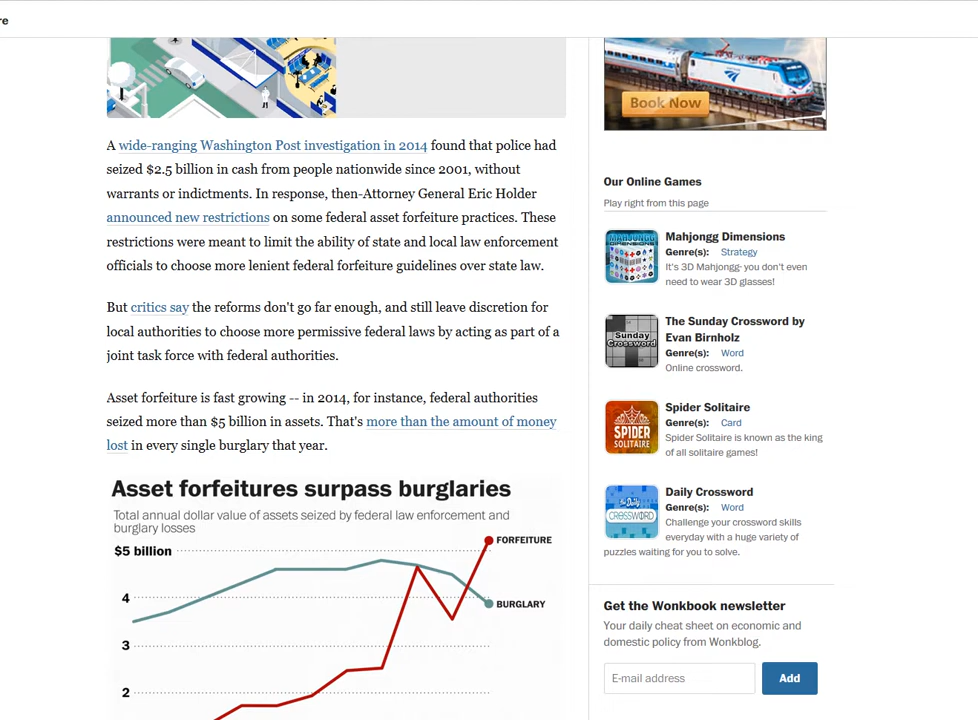 re
A wide-ranging Washington Post investigation in 2014 found that police had
seized $2.5 billion in cash from people nationwide since 2001, without
warrants or indictments. In response, then-Attorney General Eric Holder
announced new restrictions on some federal asset forfeiture practices. These
restrictions were meant to limit the ability of state and local law enforcement
officials to choose more lenient federal forfeiture guidelines over state law.
But critics say the reforms don't go far enough, and still leave discretion for
local authorities to choose more permissive federal laws by acting as part of a
joint task force with federal authorities.
Asset forfeiture is fast growing -- in 2014, for instance, federal authorities
seized more than $5 billion in assets. That's more than the amount of money
lost in every single burglary that year.
Asset forfeitures surpass burglaries
Total annual dollar value of assets seized by federal law enforcement and
burglary losses
$5 billion
FORFEITURE
4
BURGLARY
3
2
Book Now
Our Online Games
Play right from this page
MAHJONGG
DIMENSIONS
Mahjongg Dimensions
Genre(s): Strategy
It's 3D Mahjongg- you don't even
need to wear 3D glasses!
Sunday
Crossword
The Sunday Crossword by
Evan Birnholz
Genre(s): Word
Online crossword.
SPIDER
SOLITAIRE
Spider Solitaire
Genre(s): Card
Spider Solitaire is known as the king
of all solitaire games!
the Daily
CROSSWORD
Daily Crossword
Genre(s): Word
Challenge your crossword skills
everyday with a huge variety of
puzzles waiting for you to solve.
Get the Wonkbook newsletter
Your daily cheat sheet on economic and
domestic policy from Wonkblog.
E-mail address
Add